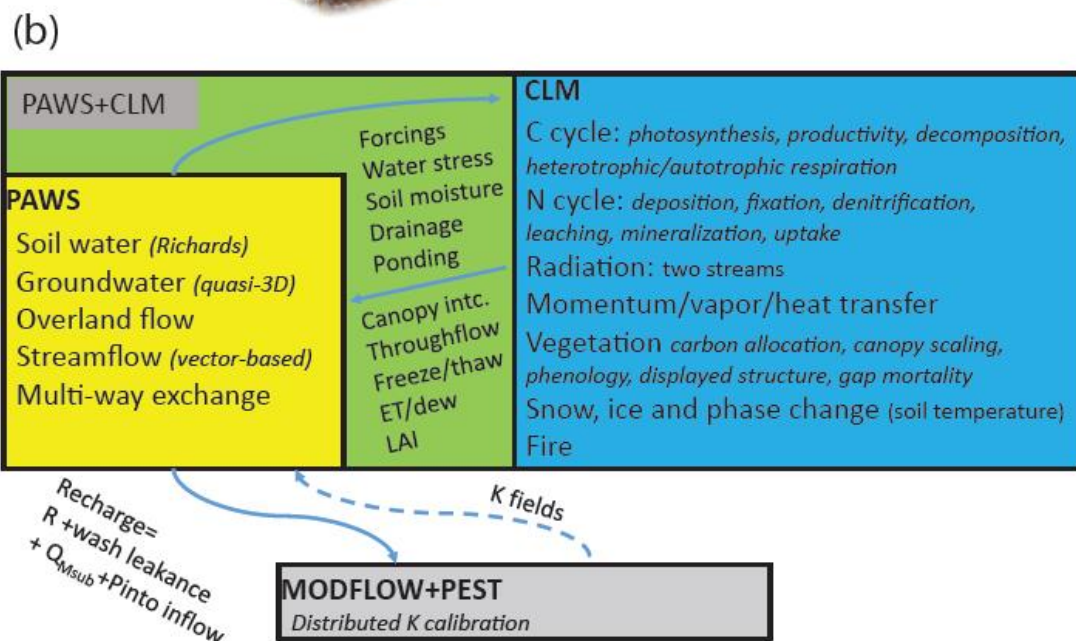 (b)
PAWS+CLM
Forcings
Water stress
Soil moisture
Drainage
Ponding
Canopy intc.
Throughflow
Freeze/thaw
ET/dew
LAI
PAWS
Soil water (Richards)
Groundwater (quasi-3D)
Overland flow
Streamflow (vector-based)
Multi-way exchange
CLM
C cycle: photosynthesis, productivity, decomposition,
heterotrophic/autotrophic respiration
N cycle: deposition, fixation, denitrification,
leaching, mineralization, uptake
Radiation: two streams
Momentum/vapor/heat transfer
Vegetation carbon allocation, canopy scaling,
phenology, displayed structure, gap mortality
Snow, ice and phase change (soil temperature)
Fire
Recharge=
R +wash leakance
+ QMsub +Pinto inflow
K fields
MODFLOW+PEST
Distributed K calibration